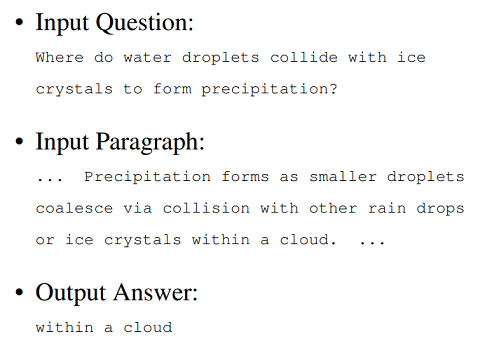 • Input Question:
Where do water droplets collide with ice
crystals to form precipitation?
• Input Paragraph:
... Precipitation forms as smaller droplets
coalesce via collision with other rain drops
or ice crystals within a cloud. ...
• Output Answer:
within a cloud